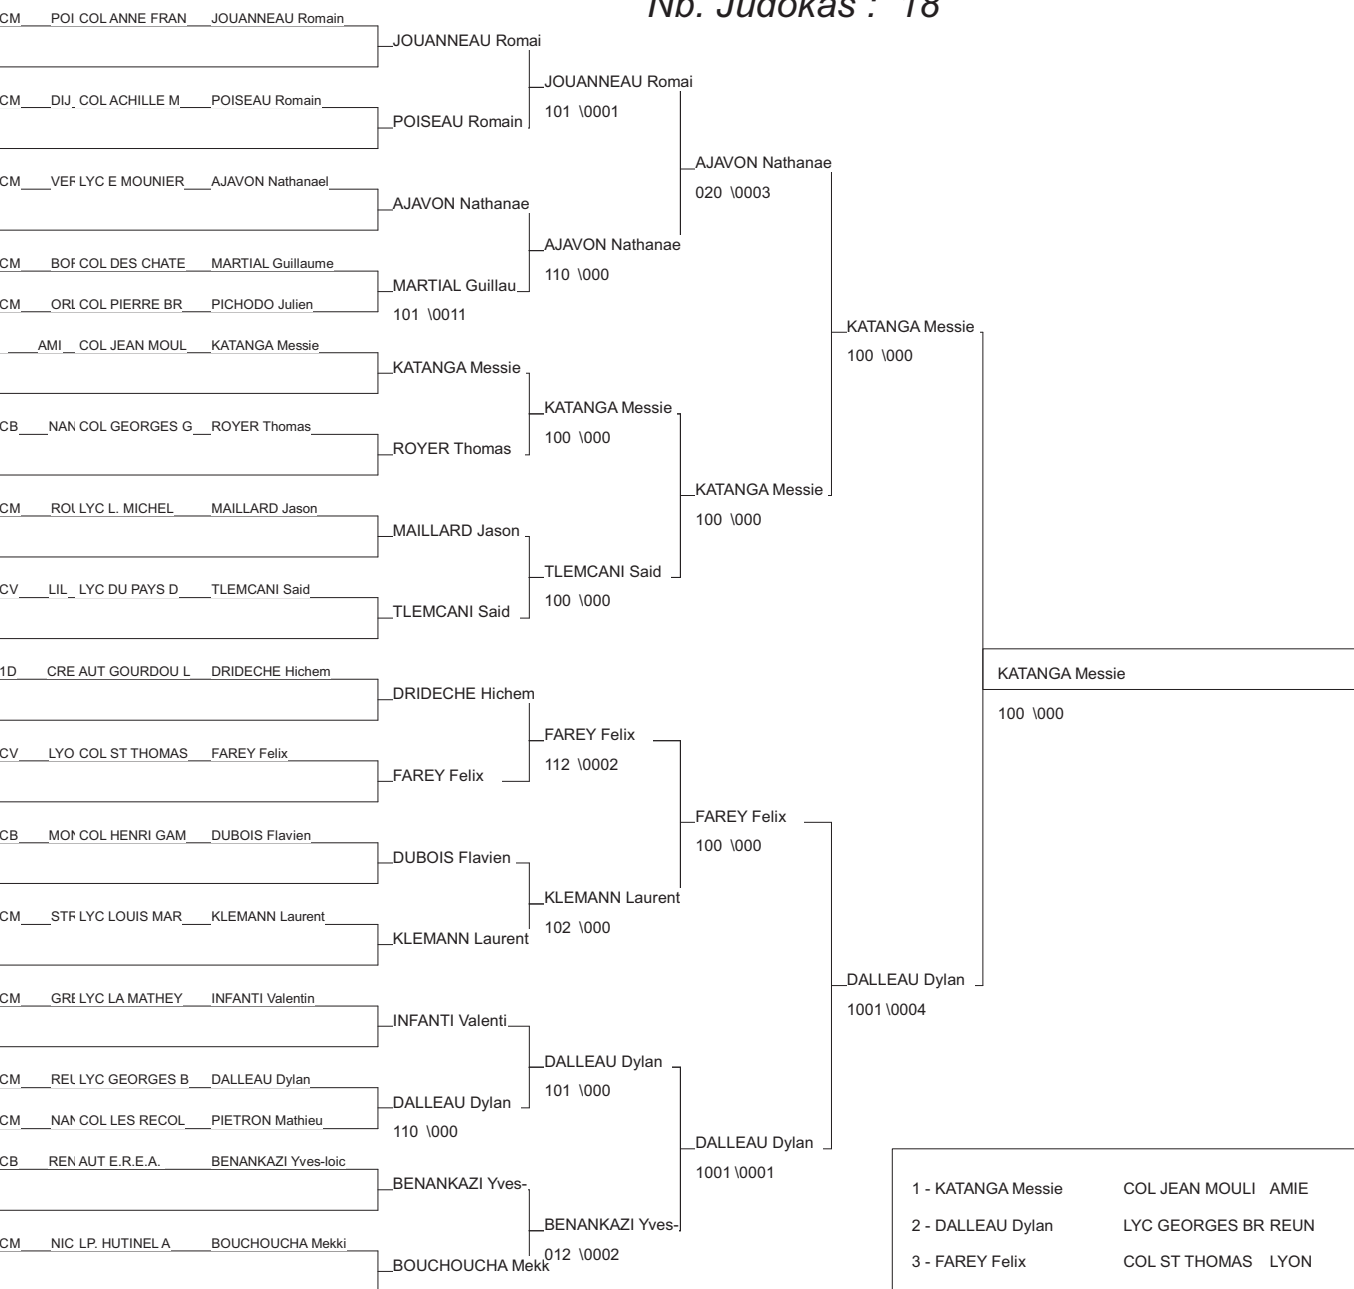 Nb. Judokas : 18
CM POI COL ANNE FRAN JOUANNEAU Romain
JOUANNEAU Romai
JOUANNEAU Romai
101 \0001
CM DIJ COL ACHILLE M POISEAU Romain
POISEAU Romain
AJAVON Nathanae
020 \0003
CM VER LYC E MOUNIER AJAVON Nathanael
AJAVON Nathanae
AJAVON Nathanae
110 \000
CM BOR COL DES CHATE MARTIAL Guillaume
MARTIAL Guillau
101 \0011
CM ORL COL PIERRE BR PICHODO Julien
KATANGA Messie
100 \000
AMI COL JEAN MOUL KATANGA Messie
KATANGA Messie
KATANGA Messie
100 \000
CB NAN COL GEORGES G ROYER Thomas
ROYER Thomas
KATANGA Messie
100 \000
CM ROU LYC L. MICHEL MAILLARD Jason
MAILLARD Jason
TLEMCANI Said
100 \000
CV LIL LYC DU PAYS D TLEMCANI Said
TLEMCANI Said
KATANGA Messie
100 \000
1D CRE AUT GOURDOU L DRIDECHE Hichem
DRIDECHE Hichem
FAREY Felix
112 \0002
CV LYO COL ST THOMAS FAREY Felix
FAREY Felix
FAREY Felix
100 \000
CB MON COL HENRI GAM DUBOIS Flavien
DUBOIS Flavien
KLEMANN Laurent
102 \000
CM STR LYC LOUIS MAR KLEMANN Laurent
KLEMANN Laurent
DALLEAU Dylan
1001 \0004
CM GRE LYC LA MATHEY INFANTI Valentin
INFANTI Valenti
DALLEAU Dylan
101 \000
CM REU LYC GEORGES B DALLEAU Dylan
DALLEAU Dylan
110 \000
CM NAN COL LES RECOL PIETRON Mathieu
DALLEAU Dylan
1001 \0001
CB REN AUT E.R.E.A. BENANKAZI Yves-loic
BENANKAZI Yves-
BENANKAZI Yves-
012 \0002
CM NIC LP. HUTINEL A BOUCHOUCHA Mekki
BOUCHOUCHA Mekk
1 - KATANGA Messie COL JEAN MOULI AMIE
2 - DALLEAU Dylan LYC GEORGES BR REUN
3 - FAREY Felix COL ST THOMAS LYON